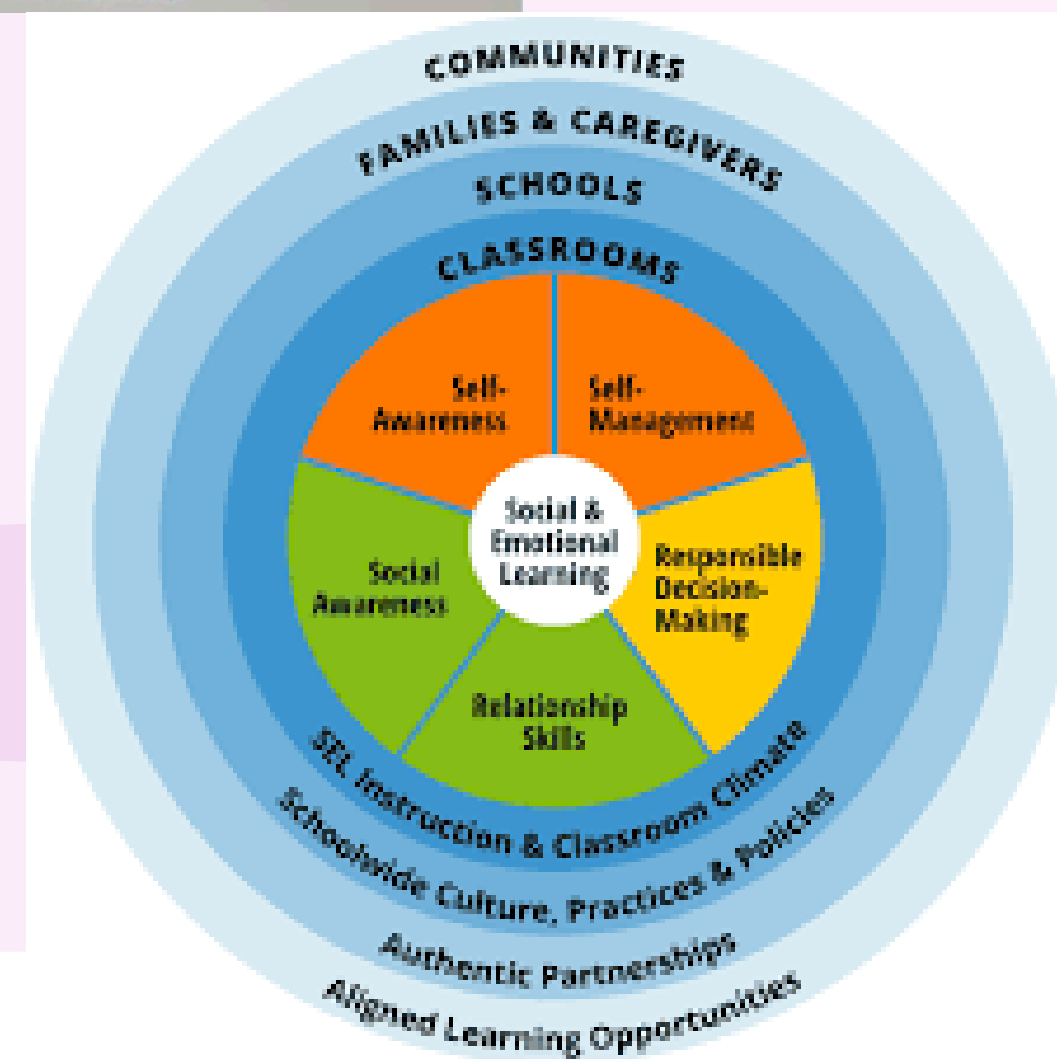 COMMUNITIES
FAMILIES & CAREGIVERS
SCHOOLS
CLASSROOMS
Self-
Awareness
Self-
Management
Social &
Emotional
Learning
Social
Awareness
Responsible
Decision-
Making
Relationship
Skills
SEL Instruction & Classroom Climate
Schoolwide Culture, Practices & Policies
Authentic Partnerships
Aligned Learning Opportunities